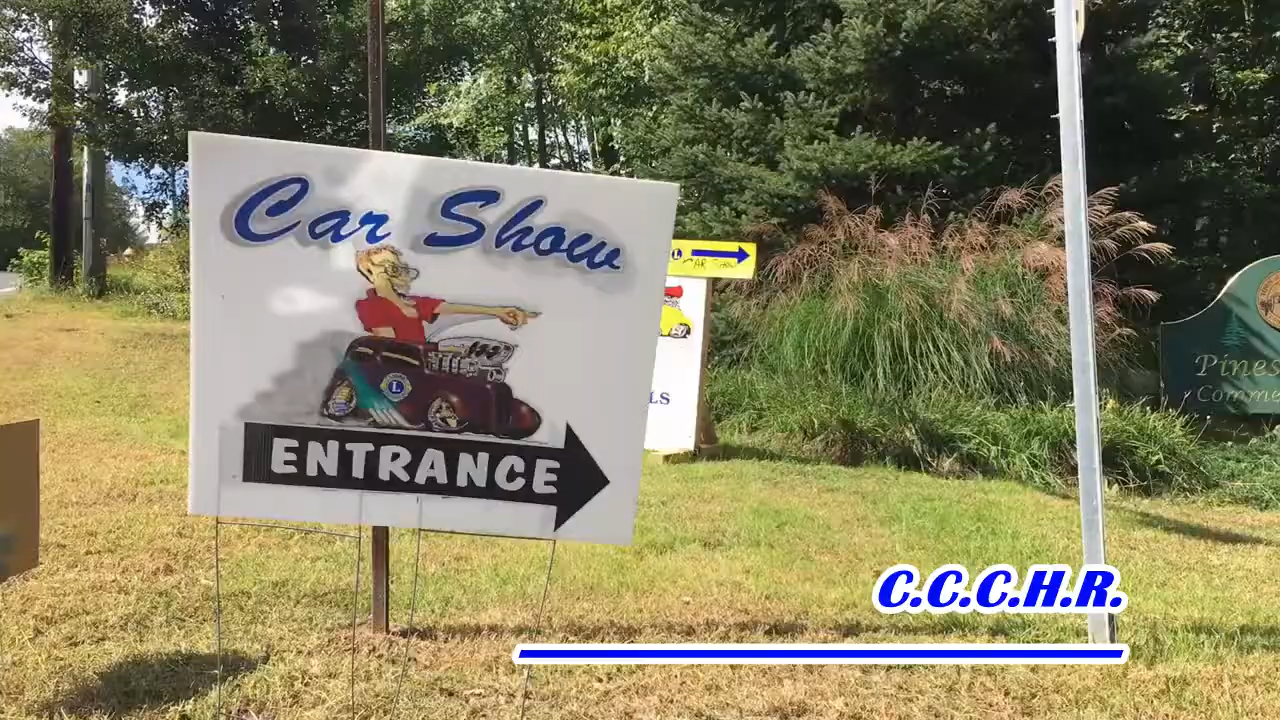 Car Show
ENTRANCE
L
L
CAR SHOW
LS
Pines
Comme
C.C.C.H.R.